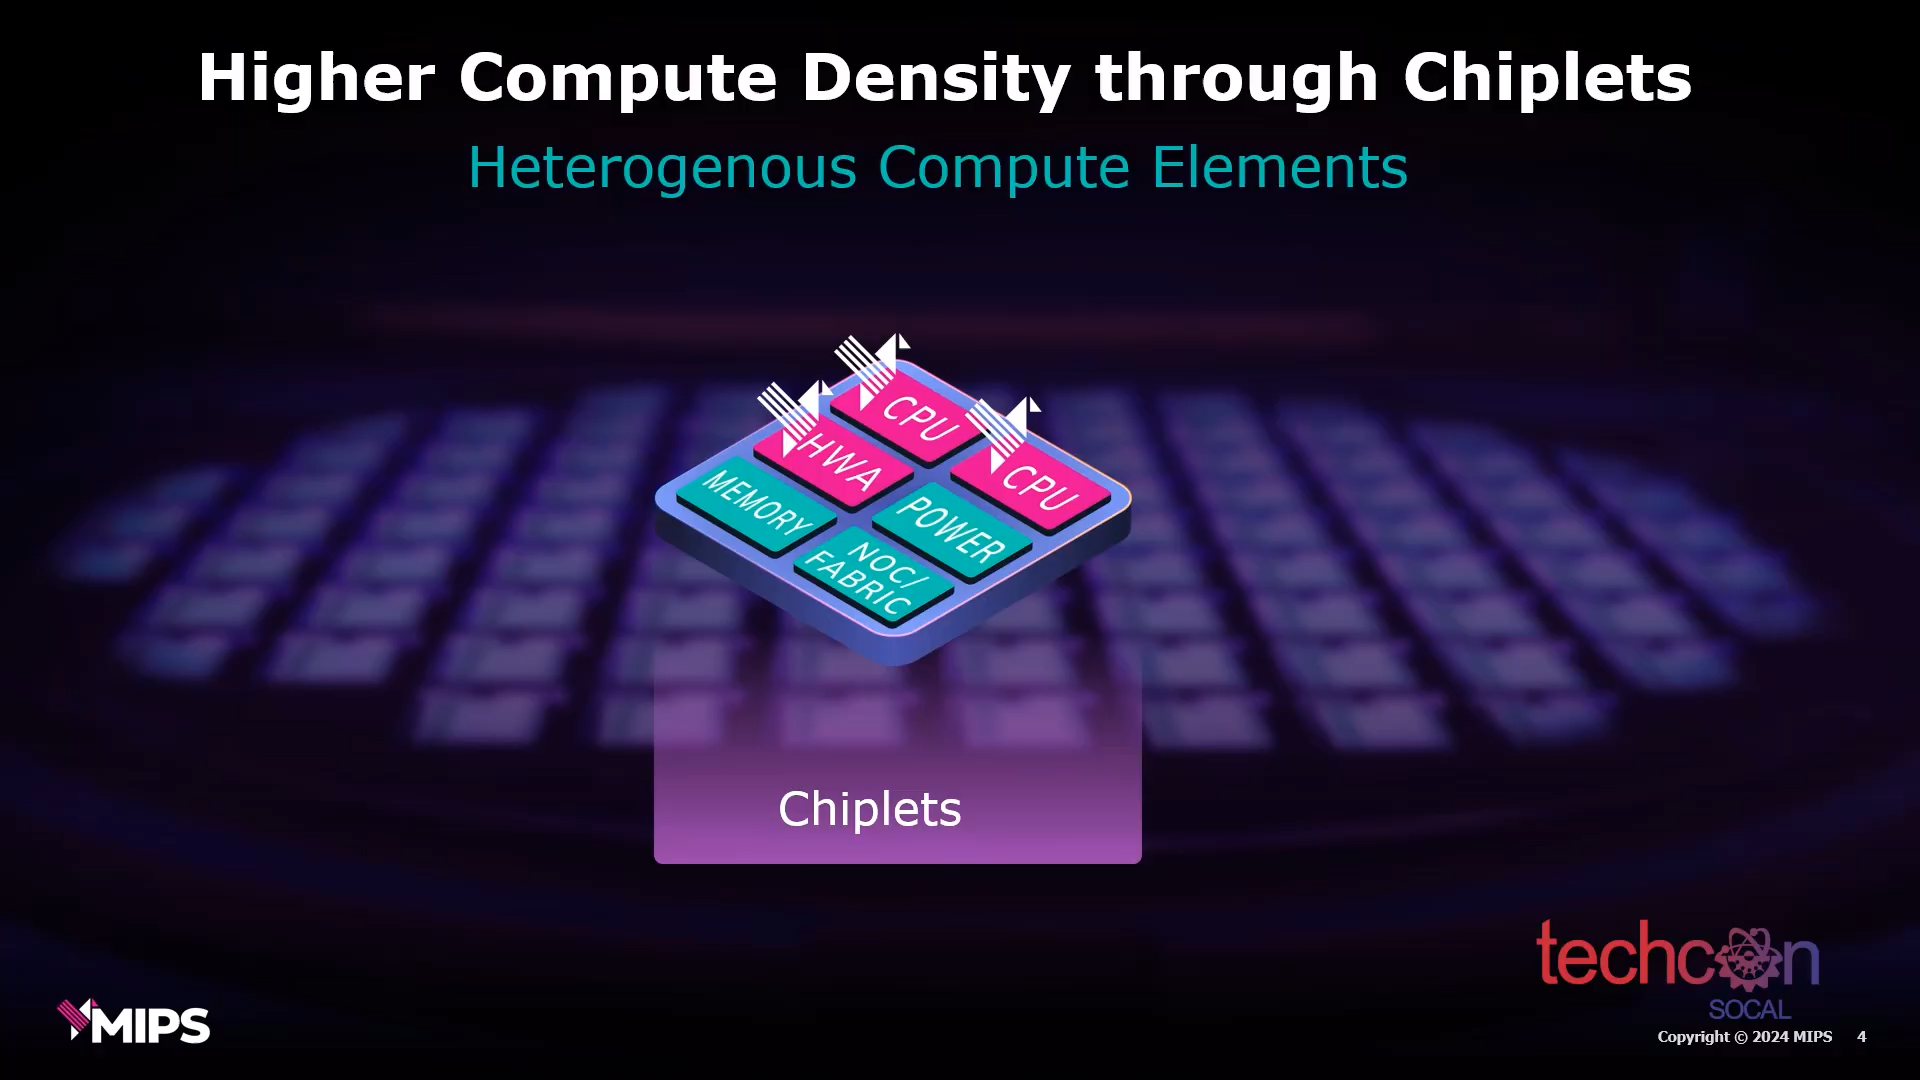 Higher Compute Density through Chiplets
Heterogenous Compute Elements
CPU
HWA
CPU
MEMORY
POWER
NOC/
FABRIC
Chiplets
techcon
SOCAL
MIPS
Copyright © 2024 MIPS 4